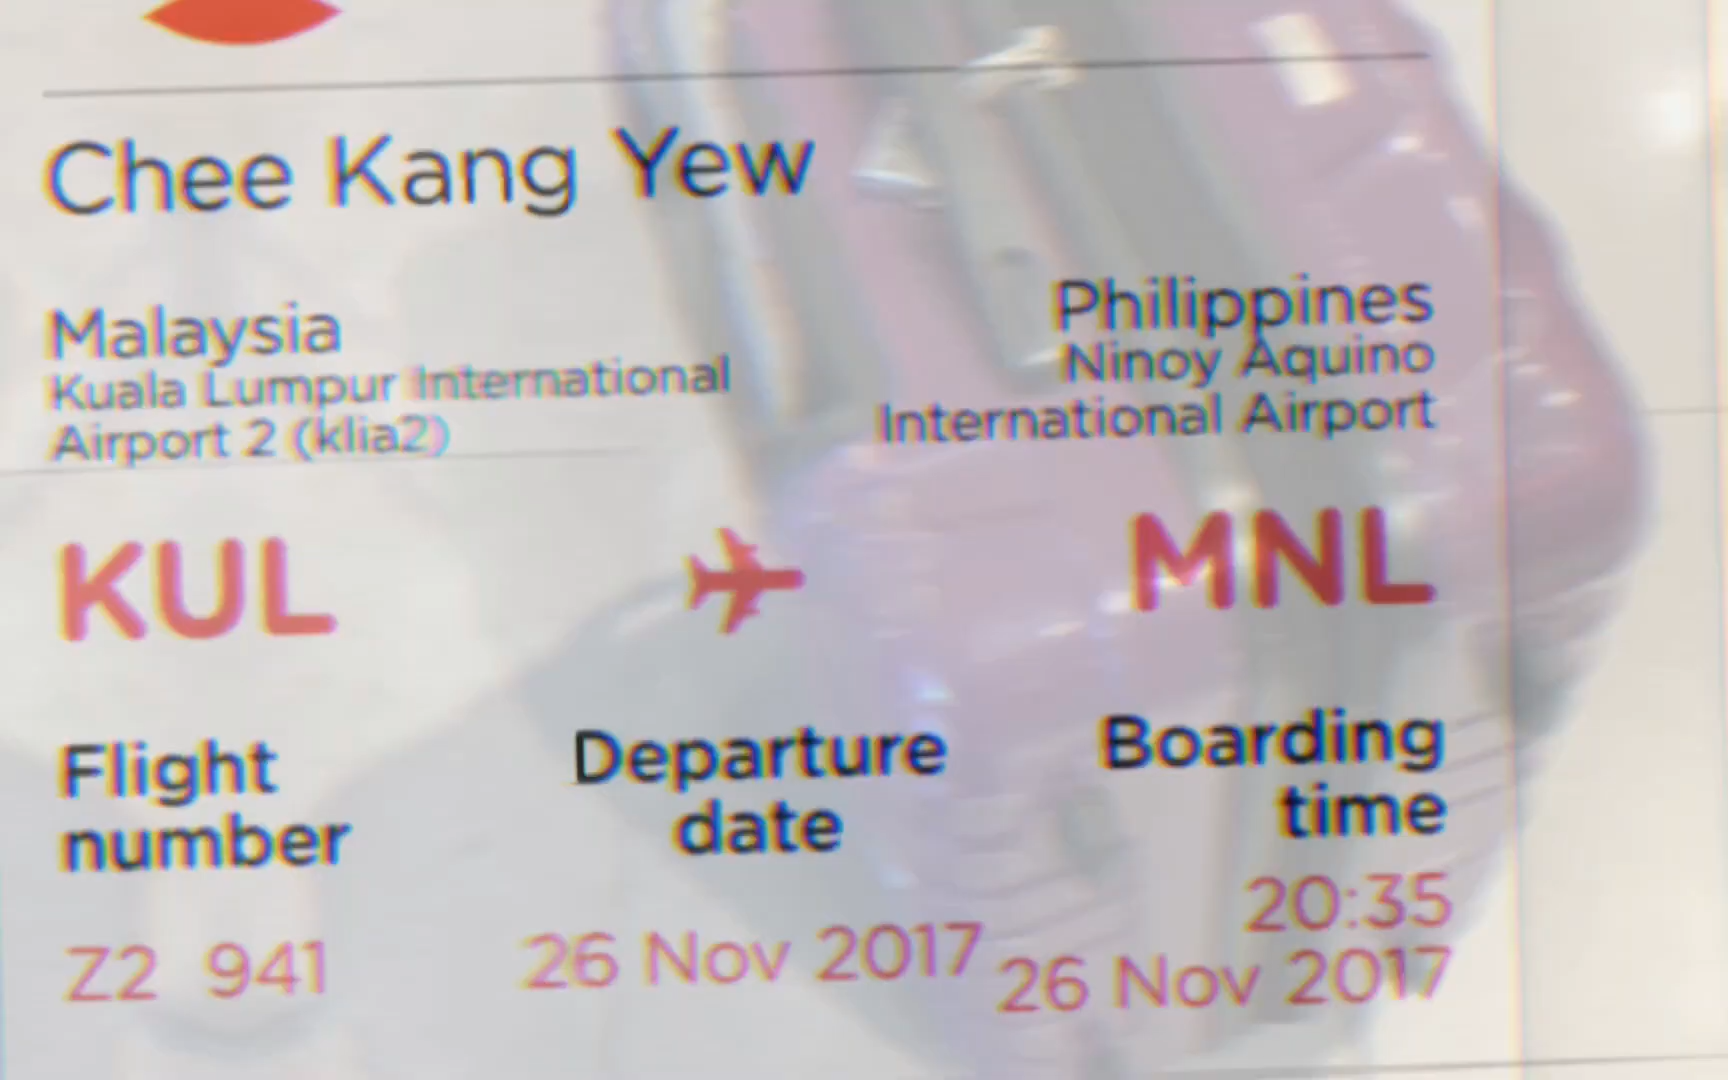 Chee Kang Yew
Malaysia
Kuala Lumpur International
Airport 2 (klia2)
Philippines
Ninoy Aquino
International Airport
KUL
MNL
Flight
number
Z2 941
Departure
date
26 Nov 2017
Boarding
time
20:35
26 Nov 2017